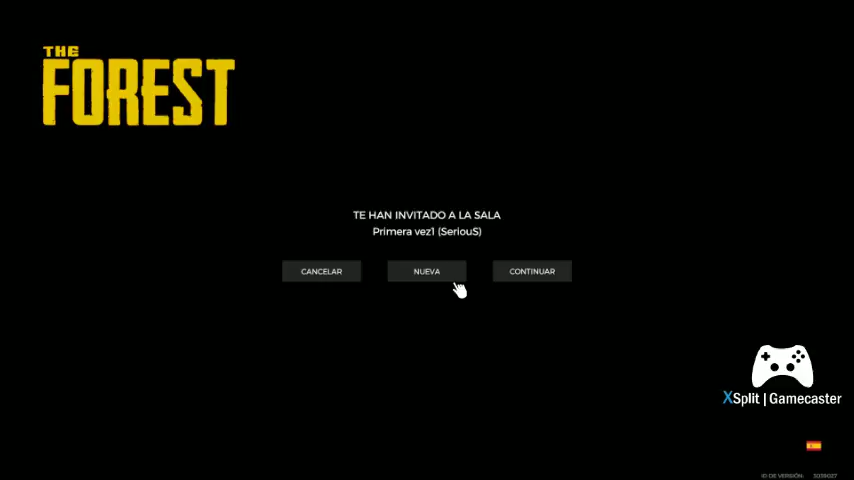 THE
FOREST
TE HAN INVITADO A LA SALA
Primera vez1 (SeriouS)
CANCELAR
NUEVA
CONTINUAR
XSplit | Gamecaster
ID DE VERSIÓN: